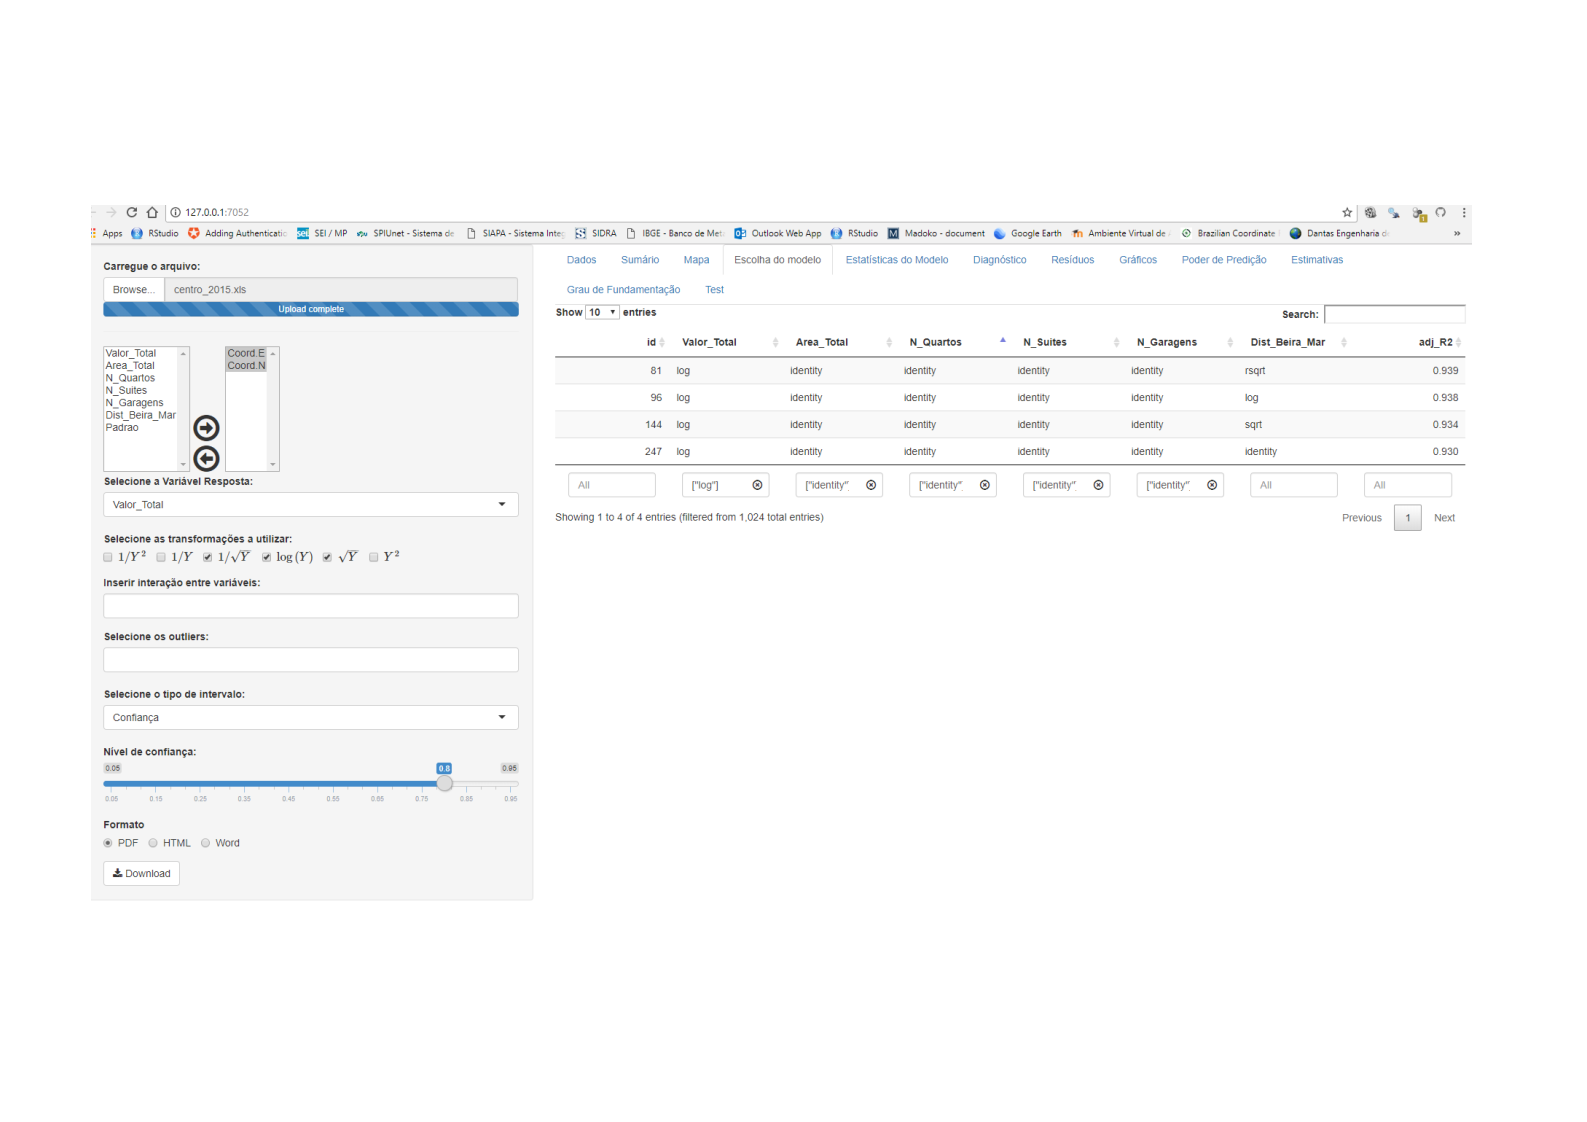 127.0.0.1:7052
Apps RStudio Adding Authenticatic SEI / MP SPIUnet - Sistema de SIAPA - Sistema Integ SIDRA IBGE - Banco de Met Outlook Web App RStudio Madoko - document Google Earth Ambiente Virtual de Brazilian Coordinate Dantas Engenharia de »
Carregue o arquivo:
Browse... centro_2015.xls
Upload complete
Valor_Total
Area_Total
N_Quartos
N_Suites
N_Garagens
Dist_Beira_Mar
Padrao
Coord.E
Coord.N
Selecione a Variável Resposta:
Valor_Total
Selecione as transformações a utilizar:
1/Y² 1/Y 1/√Y log (Y) √Y Y²
Inserir interação entre variáveis:
Selecione os outliers:
Selecione o tipo de intervalo:
Confiança
Nível de confiança:
0.05 0.8 0.95
0.05 0.15 0.25 0.35 0.45 0.55 0.65 0.75 0.85 0.95
Formato
PDF HTML Word
Download
Dados Sumário Mapa Escolha do modelo Estatísticas do Modelo Diagnóstico Resíduos Gráficos Poder de Predição Estimativas
Grau de Fundamentação Test
Show 10 entries Search:
id Valor_Total Area_Total N_Quartos N_Suites N_Garagens Dist_Beira_Mar adj_R2
81 log identity identity identity identity rsqrt 0.939
96 log identity identity identity identity log 0.938
144 log identity identity identity identity sqrt 0.934
247 log identity identity identity identity identity 0.930
All ["log"] ["identity" ["identity" ["identity" ["identity" All All
Showing 1 to 4 of 4 entries (filtered from 1,024 total entries) Previous 1 Next